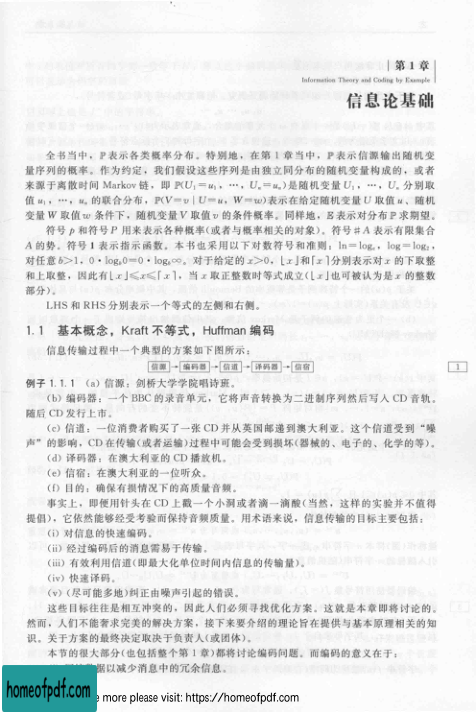 第1章
Information Theory and Coding by Example
信息论基础
全书当中，ℙ表示各类概率分布。特别地，在第1章当中，ℙ表示信源输出随机变
量序列的概率。作为约定，我们假设这些序列是由独立同分布的随机变量构成的，或者
来源于离散时间 Markov 链，即 ℙ(U₁=u₁, …, Uₙ=uₙ)是随机变量 U₁, …, Uₙ 分别取
值 u₁, …, uₙ 的联合分布，ℙ(V=v|U=u, W=w)表示在给定随机变量 U 取值 u、随机
变量 W 取值 w 条件下，随机变量 V 取值 v 的条件概率。同样地，𝔼表示对分布 ℙ 求期望。
符号 p 和符号 P 用来表示各种概率(或者与概率相关的对象)。符号 #A 表示有限集合
A 的势。符号 1 表示指示函数。本书也采用以下对数符号和准则：ln=logₑ, log=log₂,
对任意 b>1, 0·log_b0=0·log_b∞。对于给定的 x>0, ⌊x⌋和⌈x⌉分别表示对 x 的下取整
和上取整，因此有⌊x⌋≤x≤⌈x⌉，当 x 取正整数时等式成立(⌊x⌋也可被认为是 x 的整数
部分)。
LHS 和 RHS 分别表示一个等式的左侧和右侧。
1.1 基本概念，Kraft 不等式，Huffman 编码
信息传输过程中一个典型的方案如下图所示：
信源→编码器→信道→译码器→信宿
1
例子 1.1.1 (a) 信源：剑桥大学学院唱诗班。
(b) 编码器：一个 BBC 的录音单元，它将声音转换为二进制序列然后写入 CD 音轨。
随后 CD 发行上市。
(c) 信道：一位消费者购买了一张 CD 并从英国邮递到澳大利亚。这个信道受到“噪
声”的影响，CD 在传输(或者运输)过程中可能会受到损坏(器械的、电子的、化学的等)。
(d) 译码器：在澳大利亚的 CD 播放机。
(e) 信宿：在澳大利亚的一位听众。
(f) 目的：确保有损情况下的高质量音频。
事实上，即便用针头在 CD 上戳一个小洞或者滴一滴酸(当然，这样的实验并不值得
提倡)，它依然能够经受考验而保持音频质量。用术语来说，信息传输的目标主要包括：
(i) 对信息的快速编码。
(ii) 经过编码后的消息需易于传输。
(iii) 有效利用信道(即最大化单位时间内信息的传输量)。
(iv) 快速译码。
(v) (尽可能多地)纠正由噪声引起的错误。
这些目标往往是相互冲突的，因此人们必须寻找优化方案。这就是本章即将讨论的。
然而，人们不能奢求完美的解决方案，接下来要介绍的理论旨在提供与基本原理相关的知
识。关于方案的最终决定取决于负责人(或团体)。
本节的很大部分(也包括整个第1章)都将讨论编码问题。而编码的意义在于：
据以减少消息中的冗余信息。
homeofpdf.com
e more please visit: https://homeofpdf.com